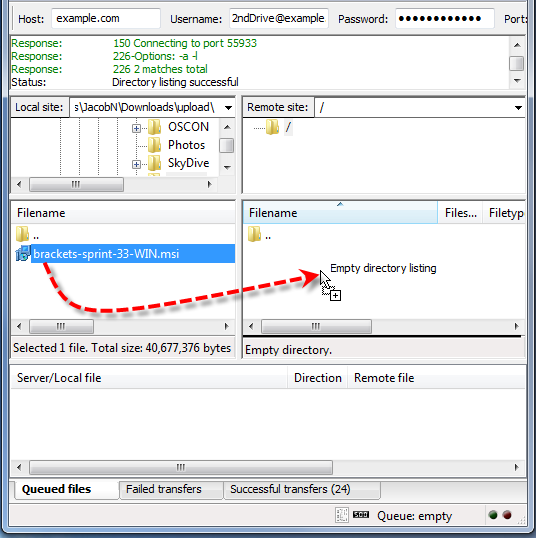 Host: example.com Username: 2ndDrive@example Password: ●●●●●●●●●●●● Port:
Response: 150 Connecting to port 55933
Response: 226-Options: -a -l
Response: 226 2 matches total
Status: Directory listing successful
Local site: s\JacobN\Downloads\upload\ Remote site: /
OSCON /
Photos
SkyDive
Filename Filename Files... Filetype
.. ..
brackets-sprint-33-WIN.msi
Empty directory listing
Selected 1 file. Total size: 40,677,376 bytes Empty directory.
Server/Local file Direction Remote file
Queued files Failed transfers Successful transfers (24)
Queue: empty